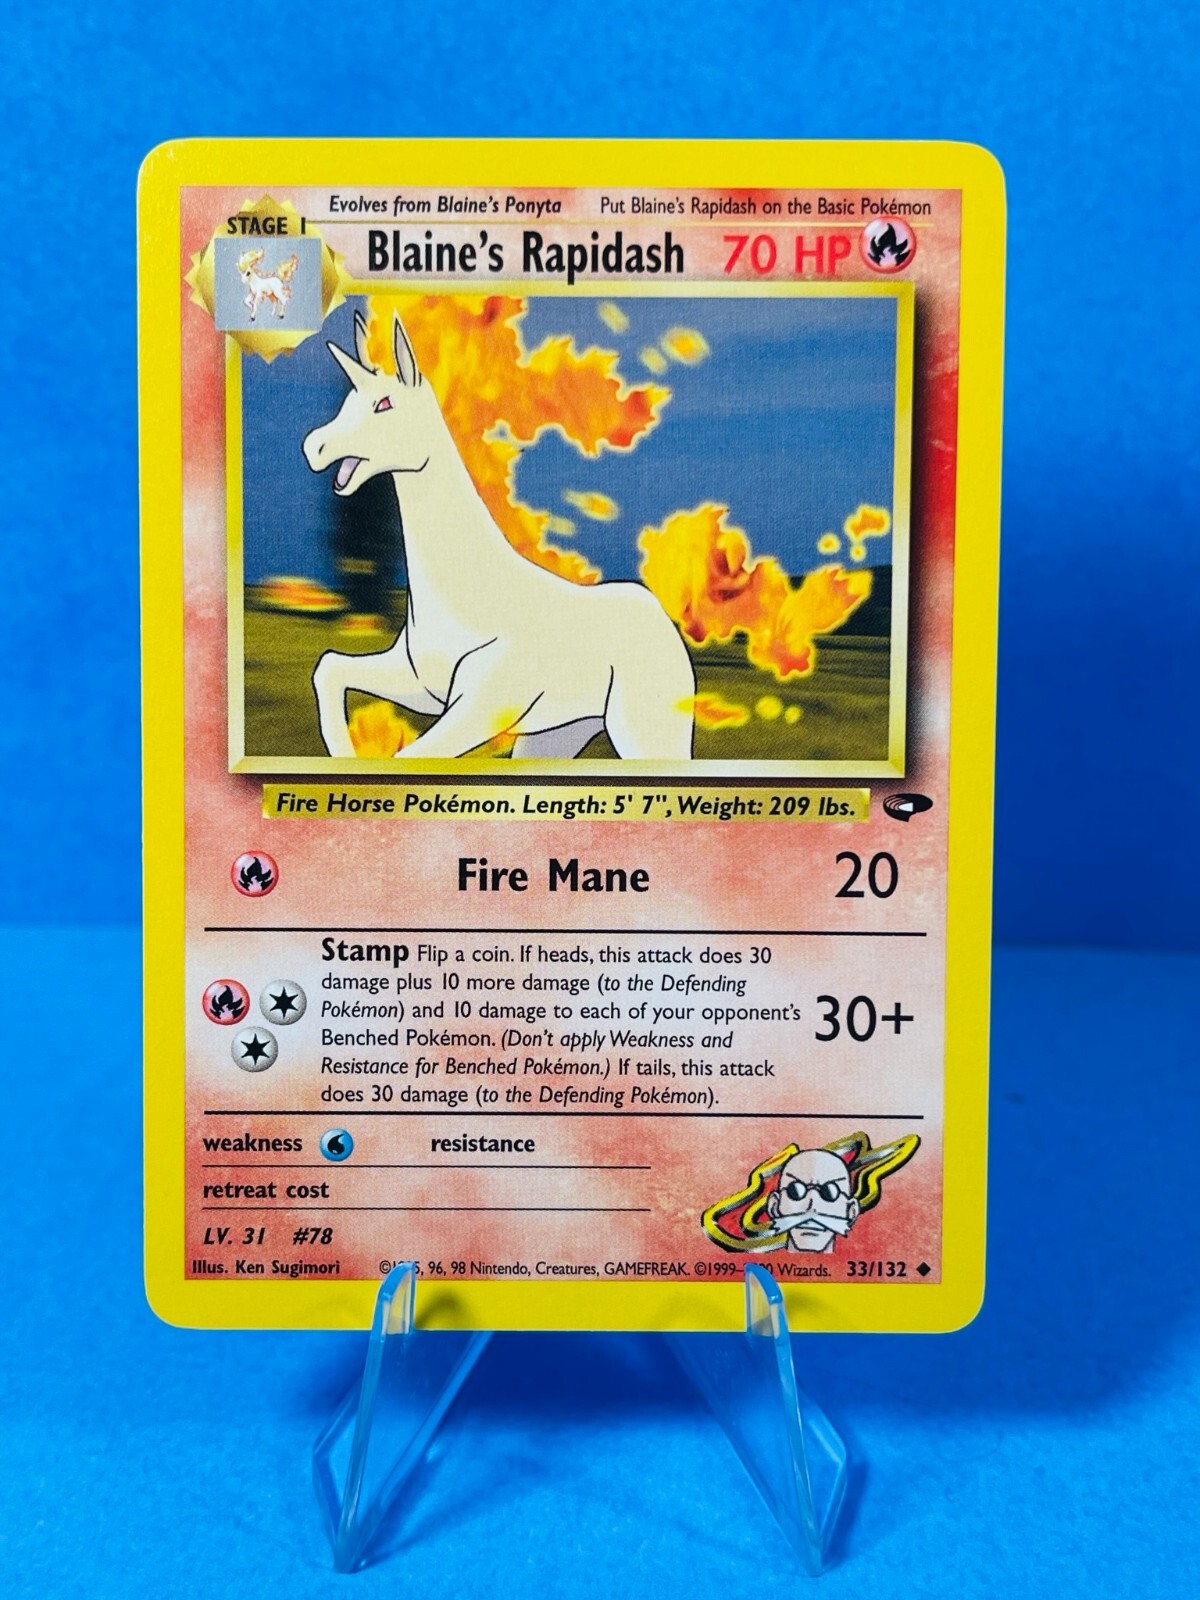 Evolves from Blaine's Ponyta Put Blaine's Rapidash on the Basic Pokémon
STAGE 1
Blaine's Rapidash 70 HP
Fire Horse Pokémon. Length: 5' 7", Weight: 209 lbs.
Fire Mane 20
Stamp Flip a coin. If heads, this attack does 30
damage plus 10 more damage (to the Defending
Pokémon) and 10 damage to each of your opponent's
Benched Pokémon. (Don't apply Weakness and
Resistance for Benched Pokémon.) If tails, this attack
does 30 damage (to the Defending Pokémon).
30+
weakness resistance
retreat cost
LV. 31 #78
Illus. Ken Sugimori , 96, 98 Nintendo, Creatures, GAMEFREAK. Wizards. 33/132